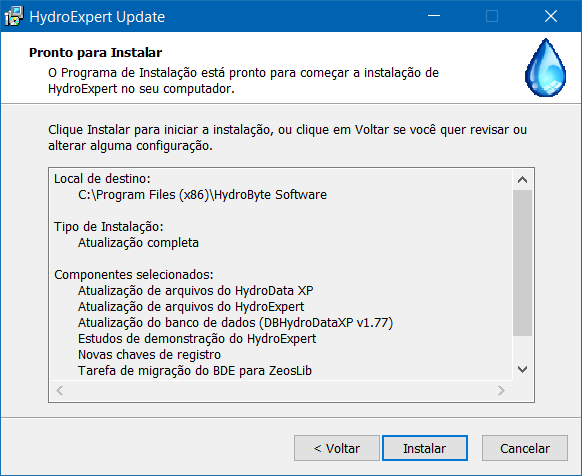 HydroExpert Update
Pronto para Instalar
O Programa de Instalação está pronto para começar a instalação de
HydroExpert no seu computador.
Clique Instalar para iniciar a instalação, ou clique em Voltar se você quer revisar ou
alterar alguma configuração.
Local de destino:
C:\Program Files (x86)\HydroByte Software
Tipo de Instalação:
Atualização completa
Componentes selecionados:
Atualização de arquivos do HydroData XP
Atualização de arquivos do HydroExpert
Atualização do banco de dados (DBHydroDataXP v1.77)
Estudos de demonstração do HydroExpert
Novas chaves de registro
Tarefa de migração do BDE para ZeosLib
< Voltar
Instalar
Cancelar